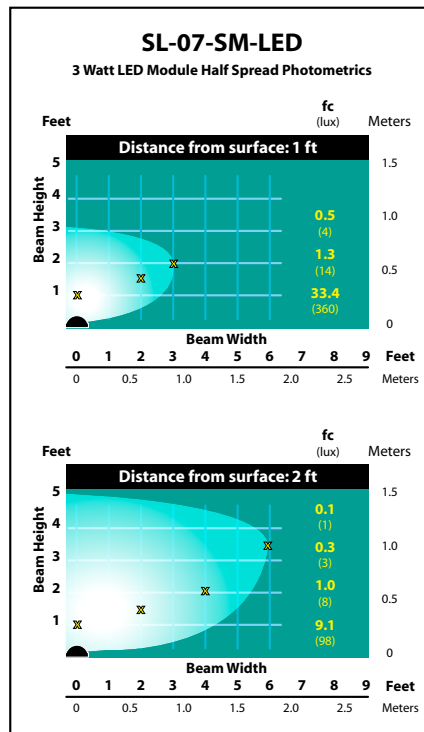 SL-07-SM-LED
3 Watt LED Module Half Spread Photometrics
fc
Feet (lux) Meters
Distance from surface: 1 ft
5 1.5
4
3 0.5 1.0
(4)
2 1.3
(14) 0.5
1 33.4
(360)
0
Beam Height
x x x
Beam Width
0 1 2 3 4 5 6 7 8 9 Feet
0 0.5 1.0 1.5 2.0 2.5 Meters
fc
Feet (lux) Meters
Distance from surface: 2 ft
5 1.5
0.1
4 (1)
0.3 1.0
3 (3)
2 1.0
(8) 0.5
1 9.1
(98) 0
Beam Height
x x x x
Beam Width
0 1 2 3 4 5 6 7 8 9 Feet
0 0.5 1.0 1.5 2.0 2.5 Meters